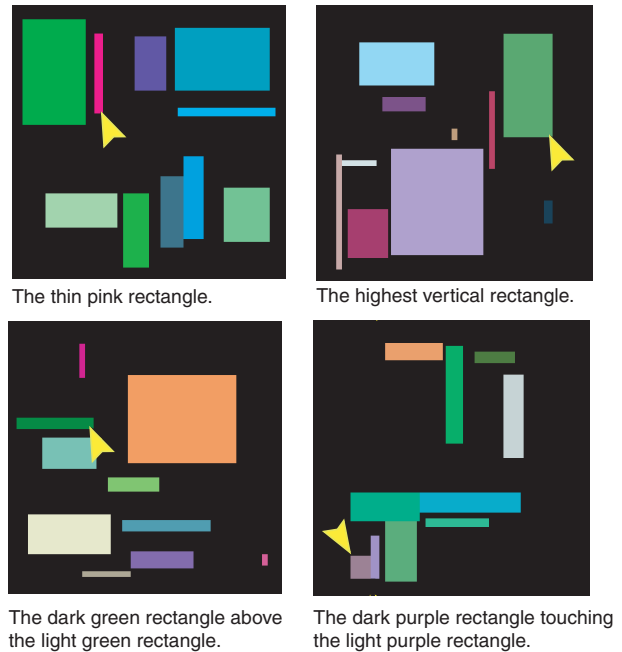 The thin pink rectangle.
The highest vertical rectangle.
The dark green rectangle above
the light green rectangle.
The dark purple rectangle touching
the light purple rectangle.